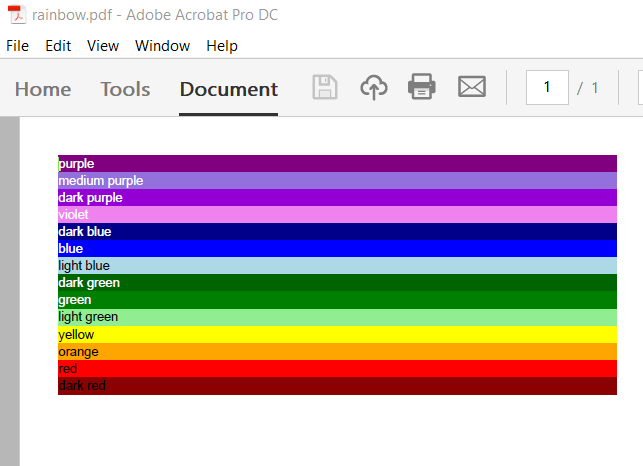 rainbow.pdf - Adobe Acrobat Pro DC
File Edit View Window Help
Home Tools Document 1 / 1
purple
medium purple
dark purple
violet
dark blue
blue
light blue
dark green
green
light green
yellow
orange
red
dark red